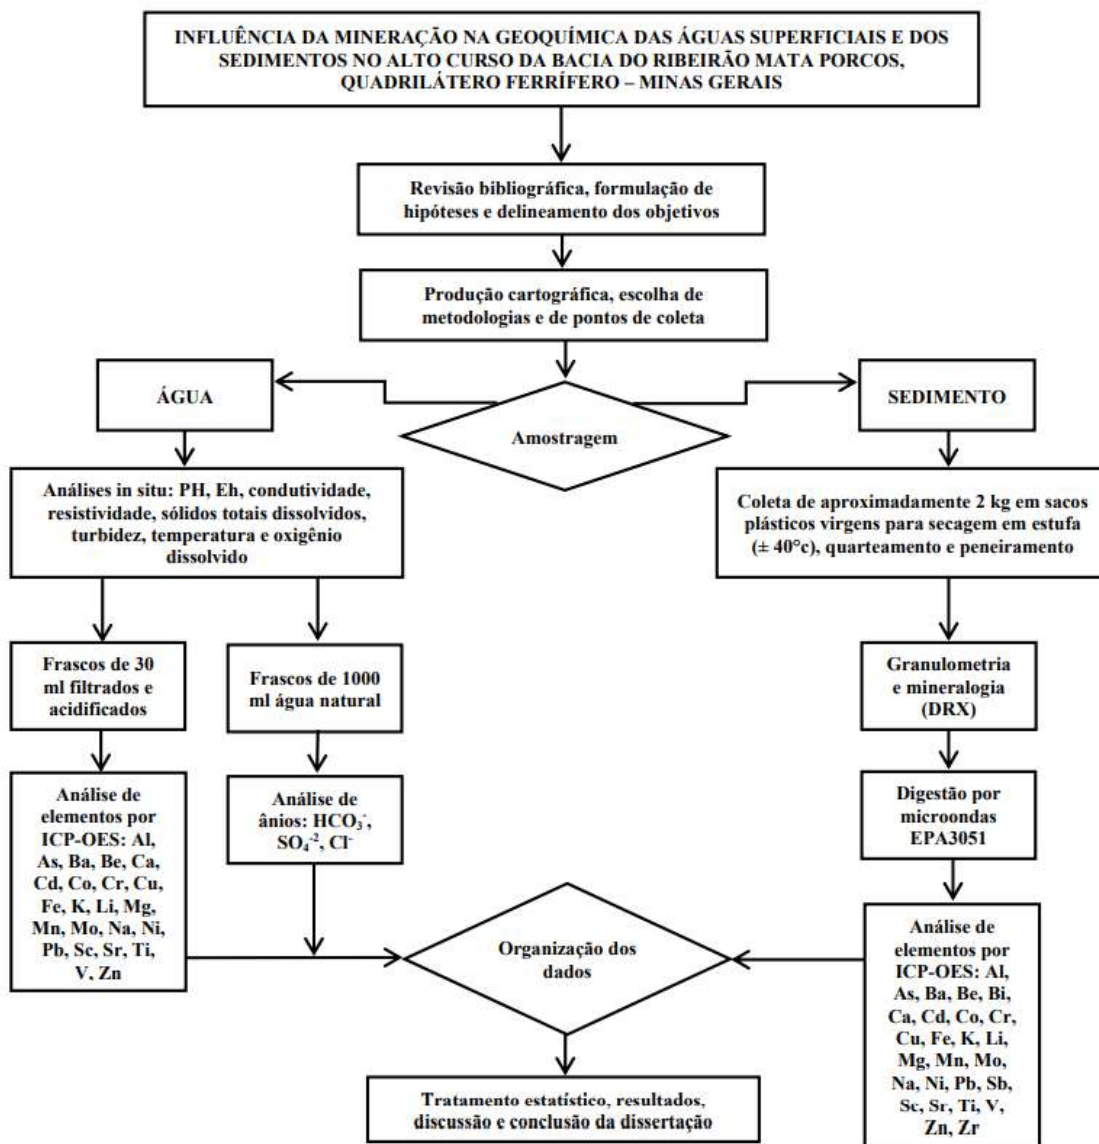 INFLUÊNCIA DA MINERAÇÃO NA GEOQUÍMICA DAS ÁGUAS SUPERFICIAIS E DOS
SEDIMENTOS NO ALTO CURSO DA BACIA DO RIBEIRÃO MATA PORCOS,
QUADRILÁTERO FERRÍFERO – MINAS GERAIS
Revisão bibliográfica, formulação de
hipóteses e delineamento dos objetivos
Produção cartográfica, escolha de
metodologias e de pontos de coleta
ÁGUA
Amostragem
SEDIMENTO
Análises in situ: PH, Eh, condutividade,
resistividade, sólidos totais dissolvidos,
turbidez, temperatura e oxigênio
dissolvido
Coleta de aproximadamente 2 kg em sacos
plásticos virgens para secagem em estufa
(± 40°c), quarteamento e peneiramento
Frascos de 30
ml filtrados e
acidificados
Frascos de 1000
ml água natural
Granulometria
e mineralogia
(DRX)
Análise de
elementos por
ICP-OES: Al,
As, Ba, Be, Ca,
Cd, Co, Cr, Cu,
Fe, K, Li, Mg,
Mn, Mo, Na, Ni,
Pb, Sc, Sr, Ti,
V, Zn
Análise de
ânios: HCO₃⁻,
SO₄⁻², Cl⁻
Digestão por
microondas
EPA3051
Organização dos
dados
Análise de
elementos por
ICP-OES: Al,
As, Ba, Be, Bi,
Ca, Cd, Co, Cr,
Cu, Fe, K, Li,
Mg, Mn, Mo,
Na, Ni, Pb, Sb,
Sc, Sr, Ti, V,
Zn, Zr
Tratamento estatístico, resultados,
discussão e conclusão da dissertação